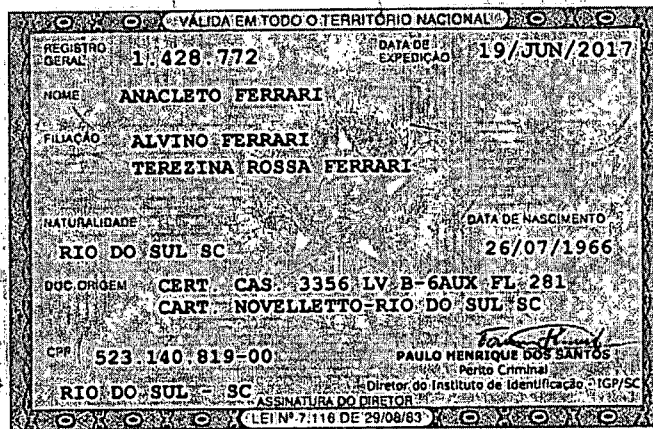 VÁLIDA EM TODO O TERRITÓRIO NACIONAL
REGISTRO GERAL 1.428.772 DATA DE EXPEDIÇÃO 19/JUN/2017
NOME ANACLETO FERRARI
FILIAÇÃO ALVINO FERRARI
TEREZINA ROSSA FERRARI
NATURALIDADE DATA DE NASCIMENTO
RIO DO SUL SC 26/07/1966
DOC. ORIGEM CERT. CAS. 3356 LV B-6AUX FL 281
CART. NOVELLETTO-RIO DO SUL SC
CPF 523.140.819-00
PAULO HENRIQUE DOS SANTOS
Perito Criminal
RIO DO SUL - SC Diretor do Instituto de Identificação - IGP/SC
ASSINATURA DO DIRETOR
LEI Nº 7.116 DE 29/08/83